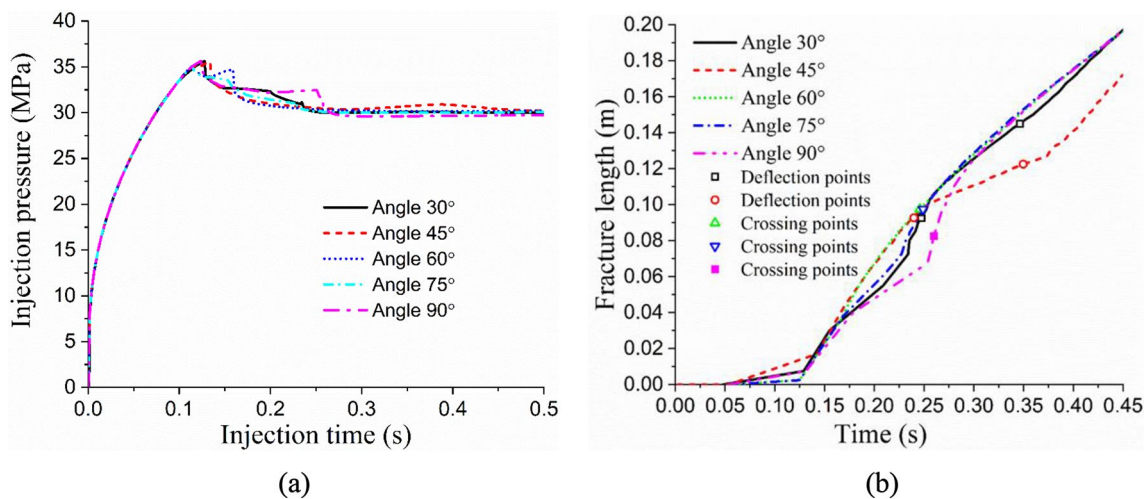 40
35
30
25
20
15
10
5
0
Injection pressure (MPa)
Angle 30°
Angle 45°
Angle 60°
Angle 75°
Angle 90°
0.0 0.1 0.2 0.3 0.4 0.5
Injection time (s)
(a)
0.20
0.18
0.16
0.14
0.12
0.10
0.08
0.06
0.04
0.02
0.00
Fracture length (m)
Angle 30°
Angle 45°
Angle 60°
Angle 75°
Angle 90°
Deflection points
Deflection points
Crossing points
Crossing points
Crossing points
0.00 0.05 0.10 0.15 0.20 0.25 0.30 0.35 0.40 0.45
Time (s)
(b)